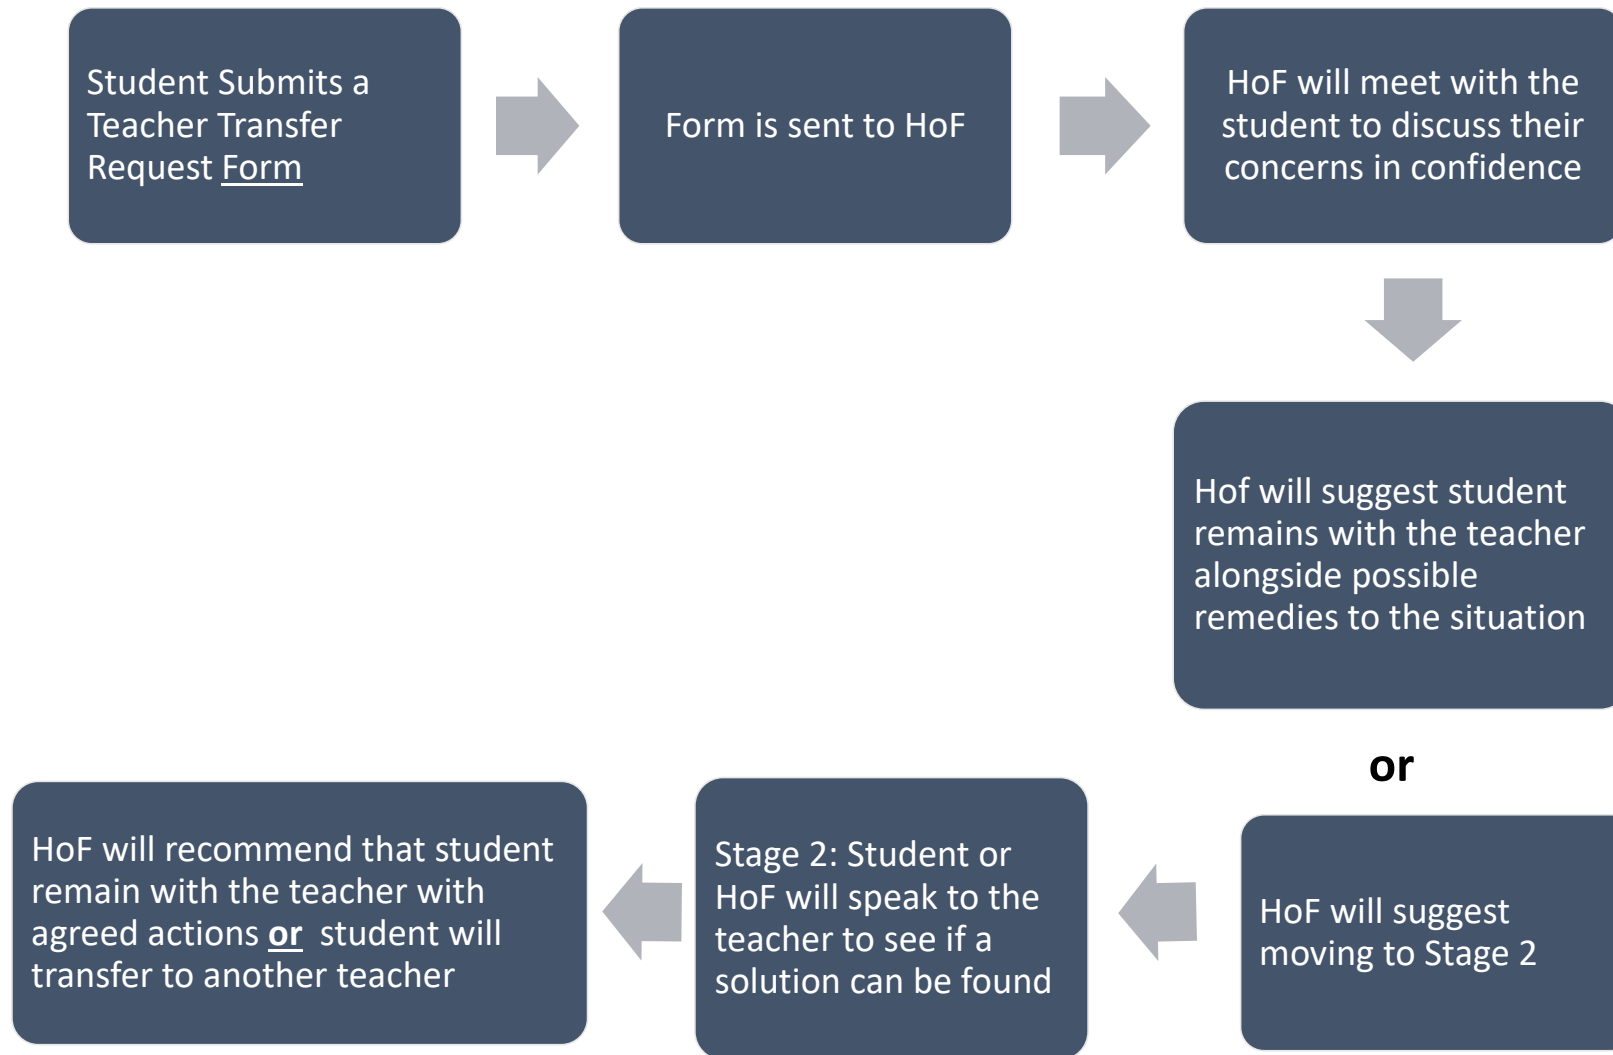 Student Submits a
Teacher Transfer
Request Form
Form is sent to HoF
HoF will meet with the
student to discuss their
concerns in confidence
Hof will suggest student
remains with the teacher
alongside possible
remedies to the situation
or
HoF will suggest
moving to Stage 2
Stage 2: Student or
HoF will speak to the
teacher to see if a
solution can be found
HoF will recommend that student
remain with the teacher with
agreed actions or student will
transfer to another teacher